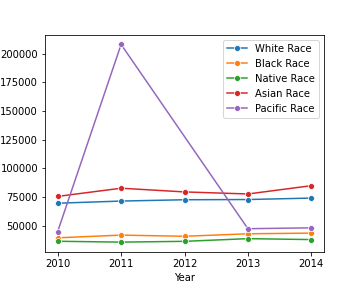 White Race
Black Race
Native Race
Asian Race
Pacific Race
200000
175000
150000
125000
100000
75000
50000
2010
2011
2012
2013
2014
Year